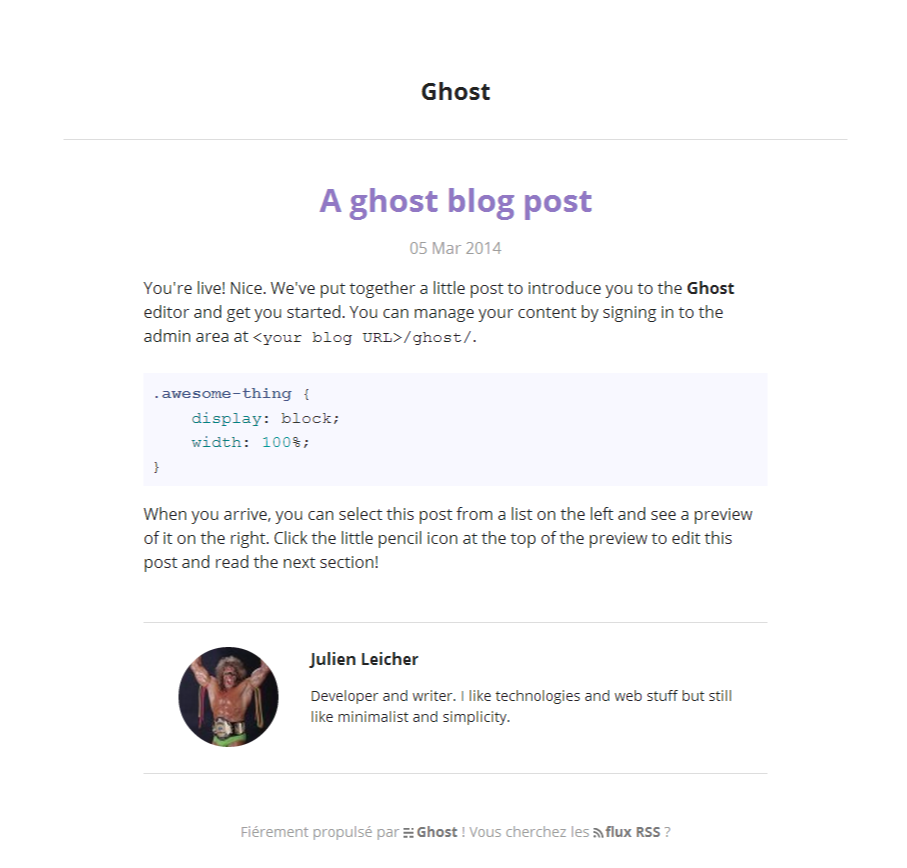 Ghost
A ghost blog post
05 Mar 2014
You're live! Nice. We've put together a little post to introduce you to the Ghost
editor and get you started. You can manage your content by signing in to the
admin area at <your blog URL>/ghost/.
.awesome-thing {
    display: block;
    width: 100%;
}
When you arrive, you can select this post from a list on the left and see a preview
of it on the right. Click the little pencil icon at the top of the preview to edit this
post and read the next section!
Julien Leicher
Developer and writer. I like technologies and web stuff but still
like minimalist and simplicity.
Fiérement propulsé par Ghost ! Vous cherchez les flux RSS ?